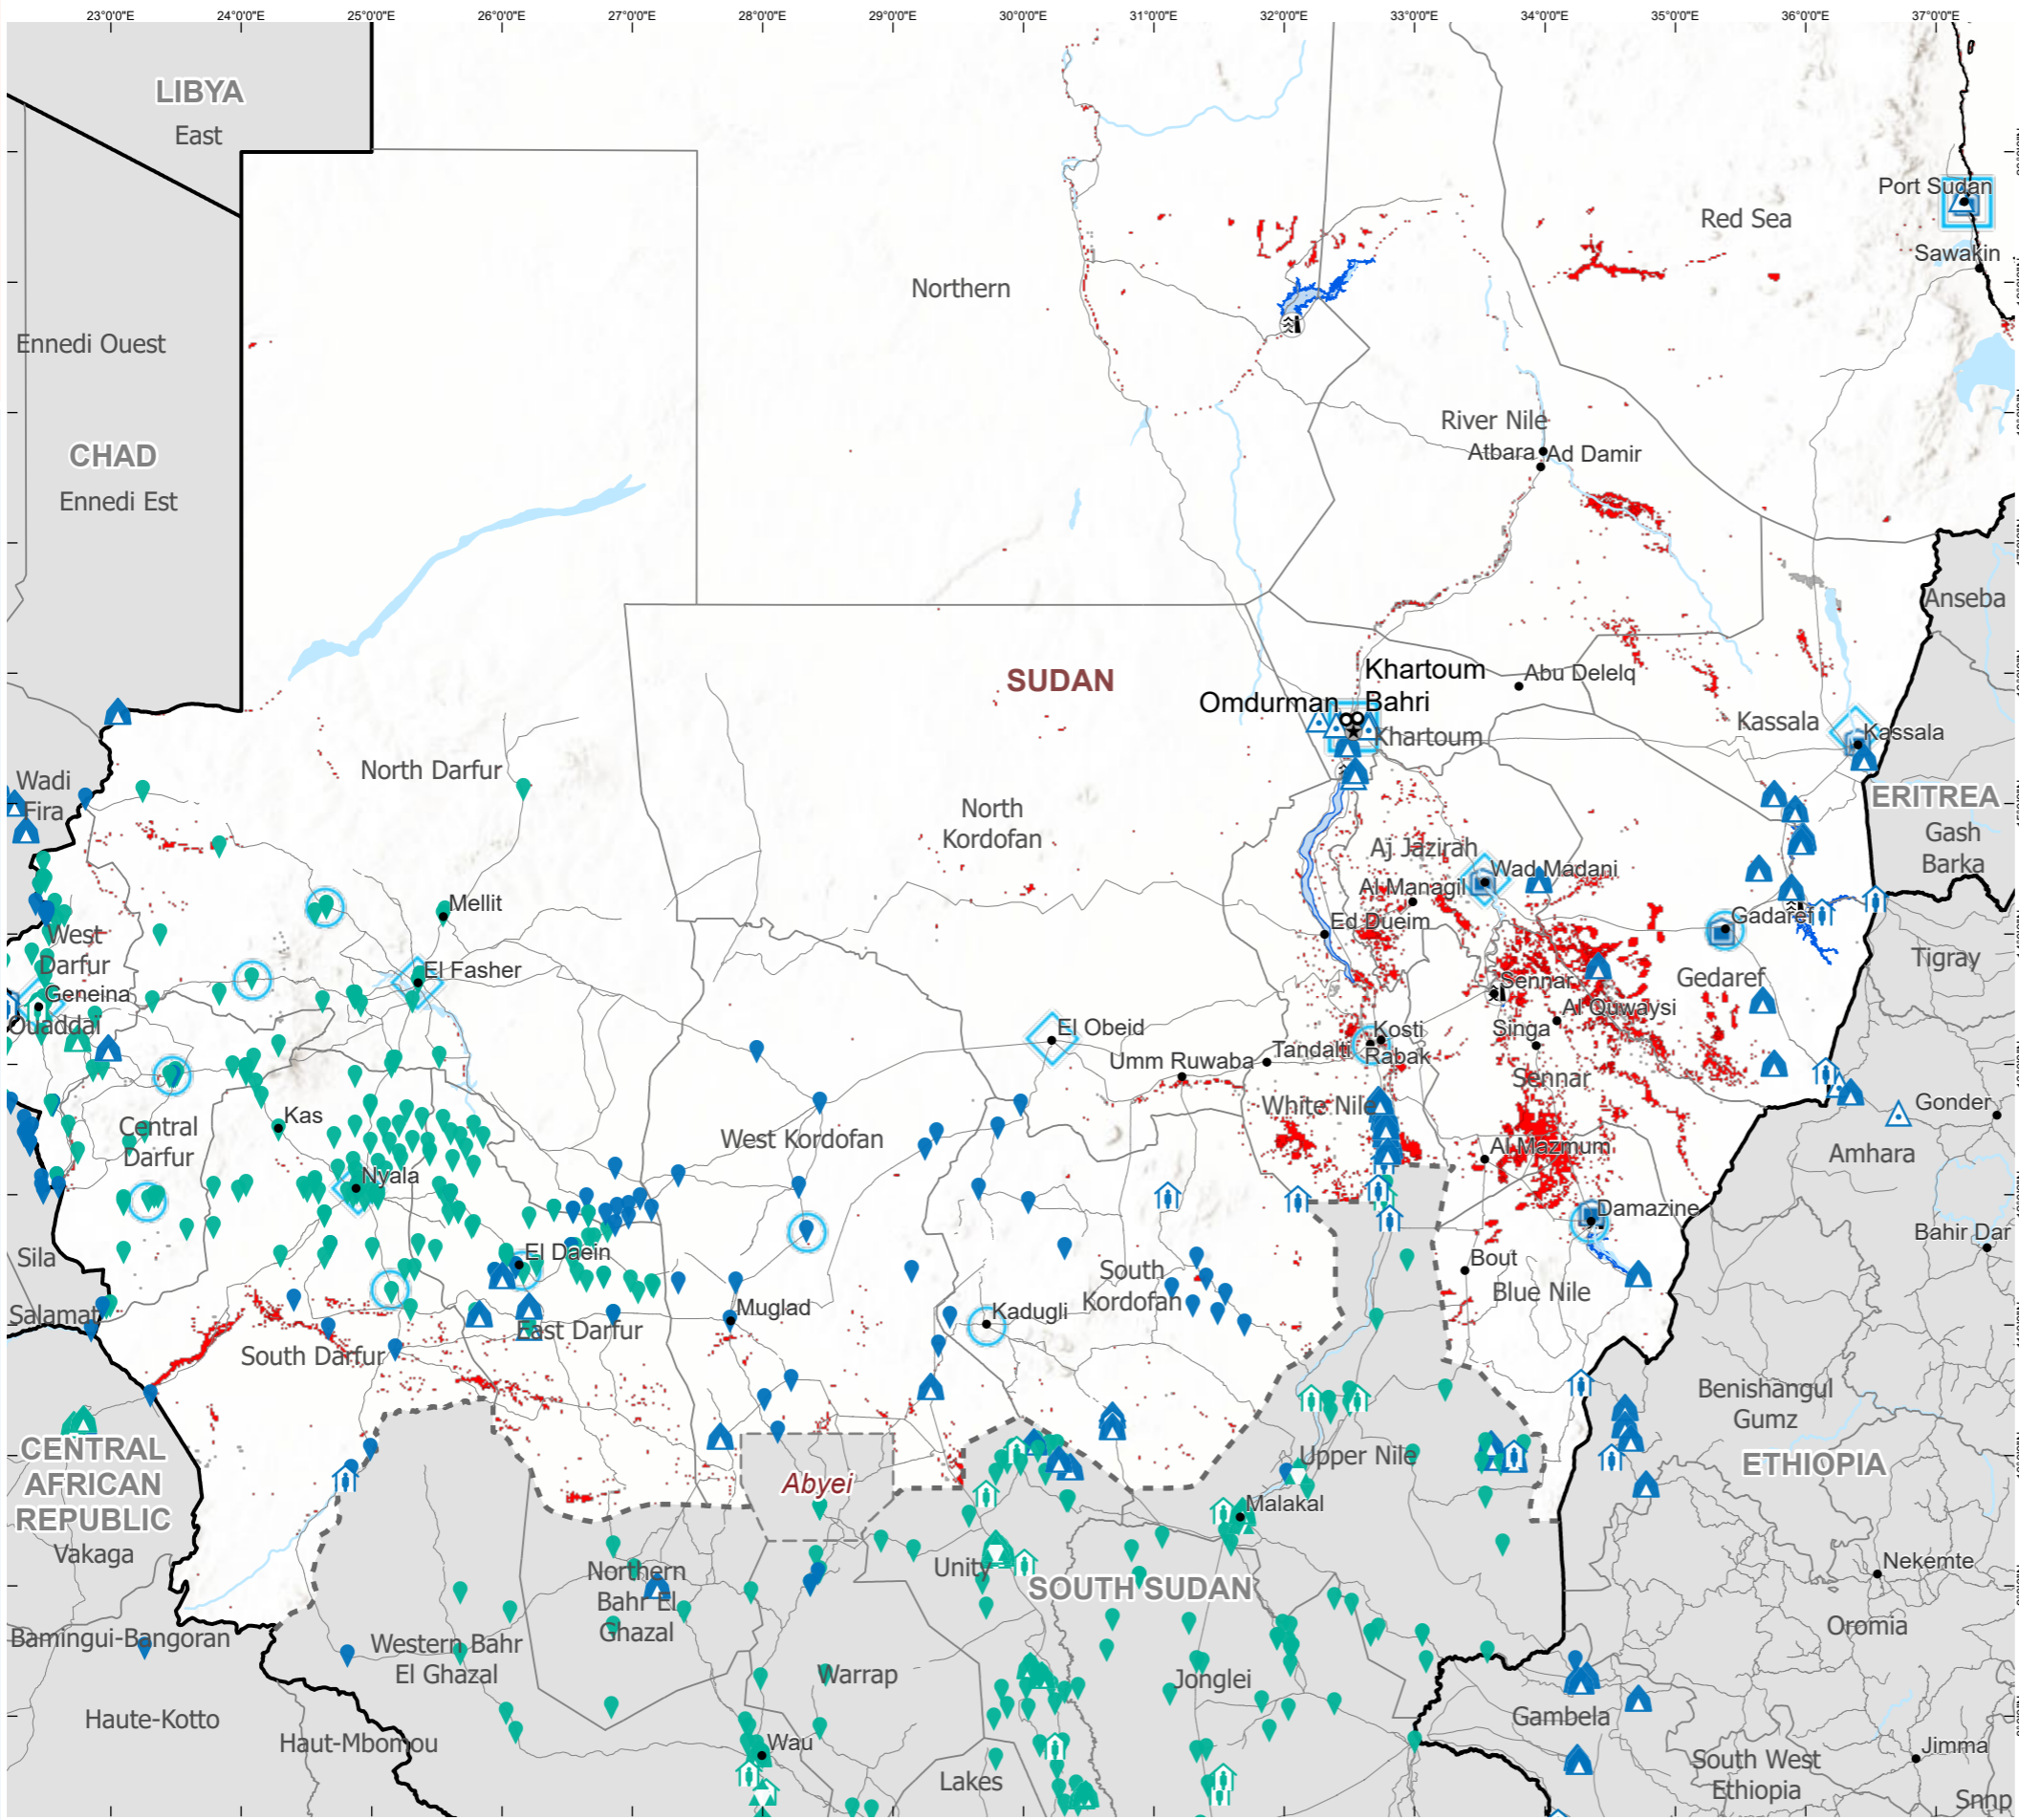 23°0'0"E
24°0'0"E
25°0'0"E
26°0'0"E
27°0'0"E
28°0'0"E
29°0'0"E
30°0'0"E
31°0'0"E
32°0'0"E
33°0'0"E
34°0'0"E
35°0'0"E
36°0'0"E
37°0'0"E
LIBYA
East
Port Sudan
Red Sea
Sawakin
Northern
Ennedi Ouest
River Nile
Atbara
Ad Damir
CHAD
Ennedi Est
Anseba
SUDAN
Khartoum
Bahri
Omdurman
Abu Delelq
Khartoum
Kassala
Kassala
North Darfur
Wadi
Fira
ERITREA
North
Kordofan
Gash
Barka
Aj Jazirah
Wad Madani
Al Managil
Mellit
Ed Dueim
Gadaref
West
Darfur
El Fasher
Tigray
Geneina
Sennar
Gedaref
Ouaddaï
Al Quwaysi
El Obeid
Kosti
Singa
Umm Ruwaba
Tandalti
Rabak
Sennar
Kas
White Nile
Gonder
Central
Darfur
West Kordofan
Al Mazmum
Amhara
Nyala
Damazine
Bahir Dar
Sila
El Daein
Bout
South
Kordofan
Blue Nile
Salamat
Muglad
Kadugli
East Darfur
South Darfur
Benishangul
Gumz
CENTRAL
AFRICAN
REPUBLIC
Upper Nile
ETHIOPIA
Abyei
Malakal
Vakaga
Northern
Bahr El
Ghazal
Unity
SOUTH SUDAN
Nekemte
Oromia
Bamingui-Bangoran
Western Bahr
El Ghazal
Warrap
Jonglei
Haute-Kotto
Haut-Mbomou
Gambela
Wau
Jimma
Lakes
South West
Ethiopia
Snnp